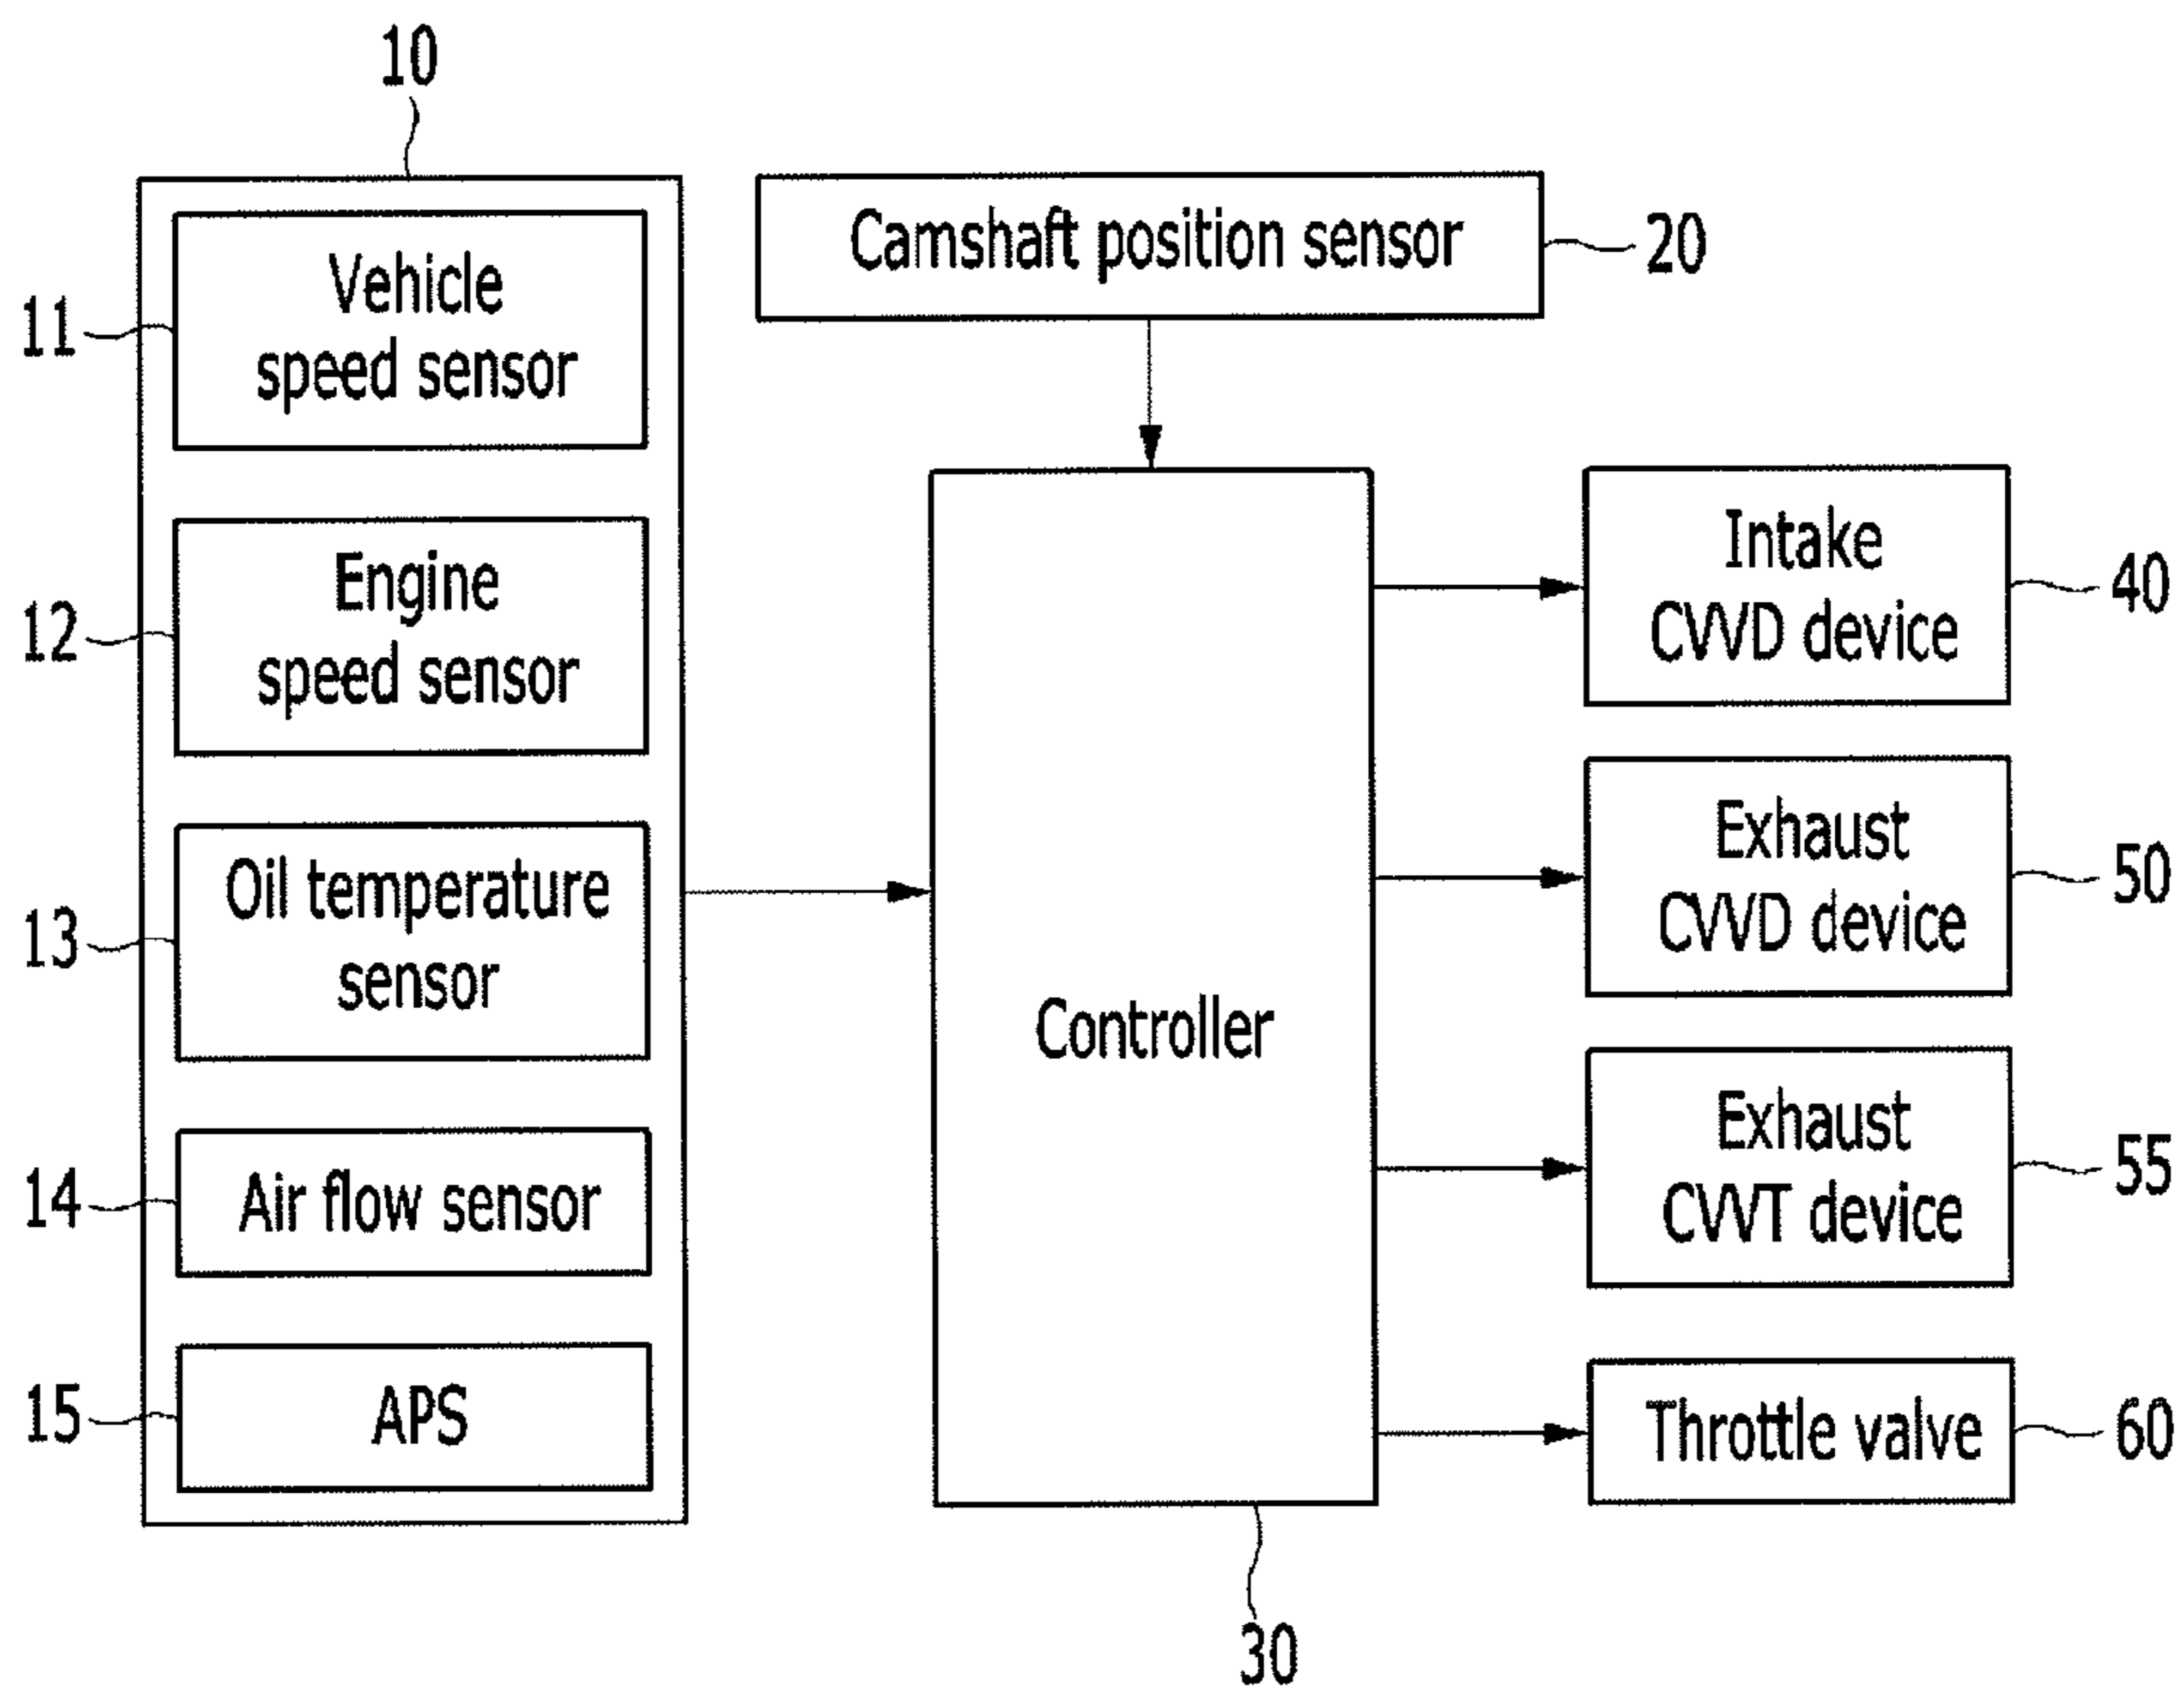 10
11
Vehicle
speed sensor
12
Engine
speed sensor
13
Oil temperature
sensor
14
Air flow sensor
15
APS
Camshaft position sensor
20
Controller
30
Intake
CVVD device
40
Exhaust
CVVD device
50
Exhaust
CVVT device
55
Throttle valve
60